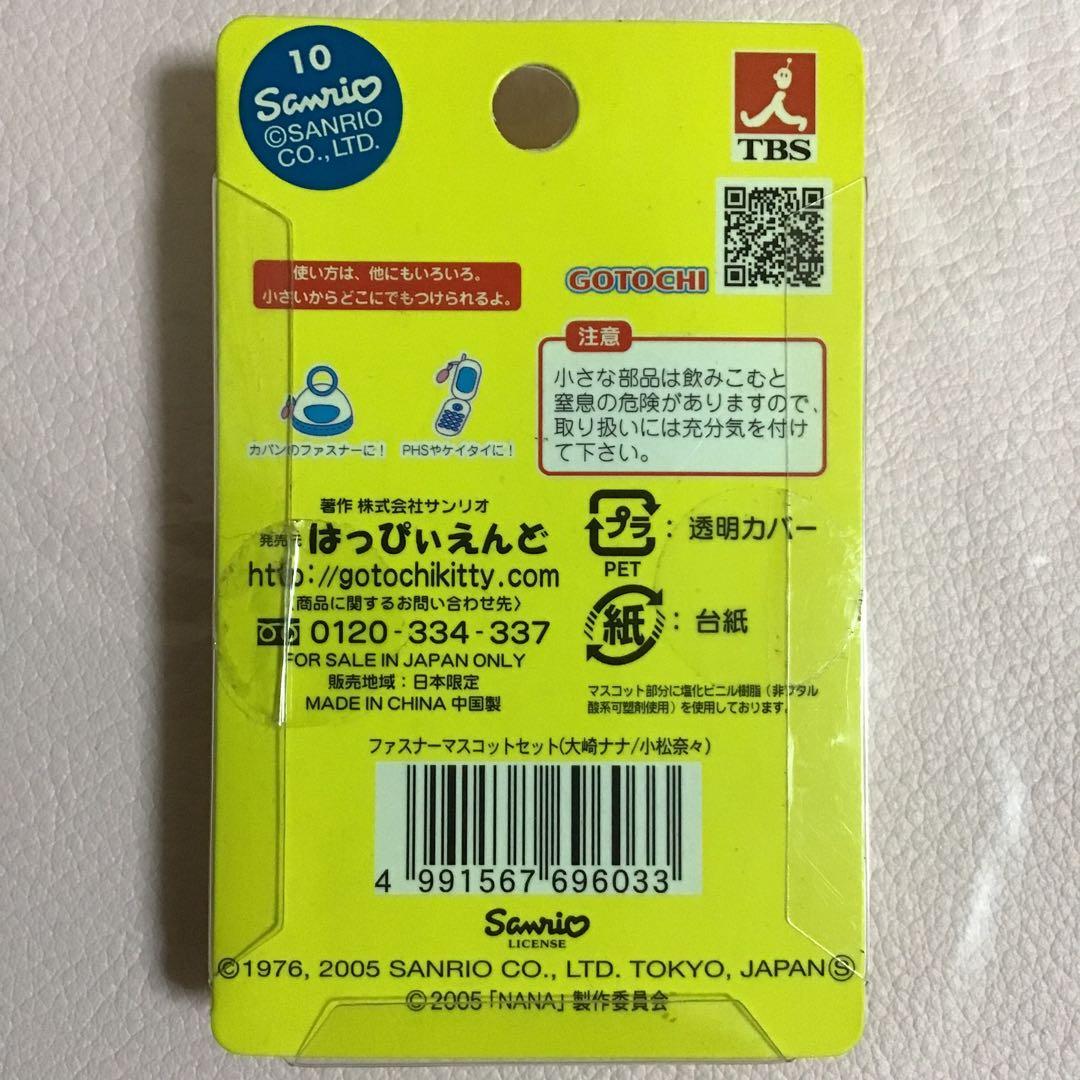 10
Sanrio
©SANRIO
CO., LTD.
TBS
使い方は、他にもいろいろ。
小さいからどこにでもつけられるよ。
GOTOCHI
注意
小さな部品は飲みこむと
窒息の危険がありますので、
取り扱いには充分気を付け
て下さい。
カバンのファスナーに!
PHSやケイタイに!
著作 株式会社サンリオ
発売元 はっぴぃえんど
http://gotochikitty.com
〈商品に関するお問い合わせ先〉
0120-334-337
FOR SALE IN JAPAN ONLY
販売地域:日本限定
MADE IN CHINA 中国製
プラ : 透明カバー
PET
紙 : 台紙
マスコット部分に塩化ビニル樹脂(非フタル
酸系可塑剤使用)を使用しております。
ファスナーマスコットセット(大崎ナナ/小松奈々)
4 991567 696033
Sanrio
LICENSE
©1976, 2005 SANRIO CO., LTD. TOKYO, JAPAN Ⓢ
©2005「NANA」製作委員会